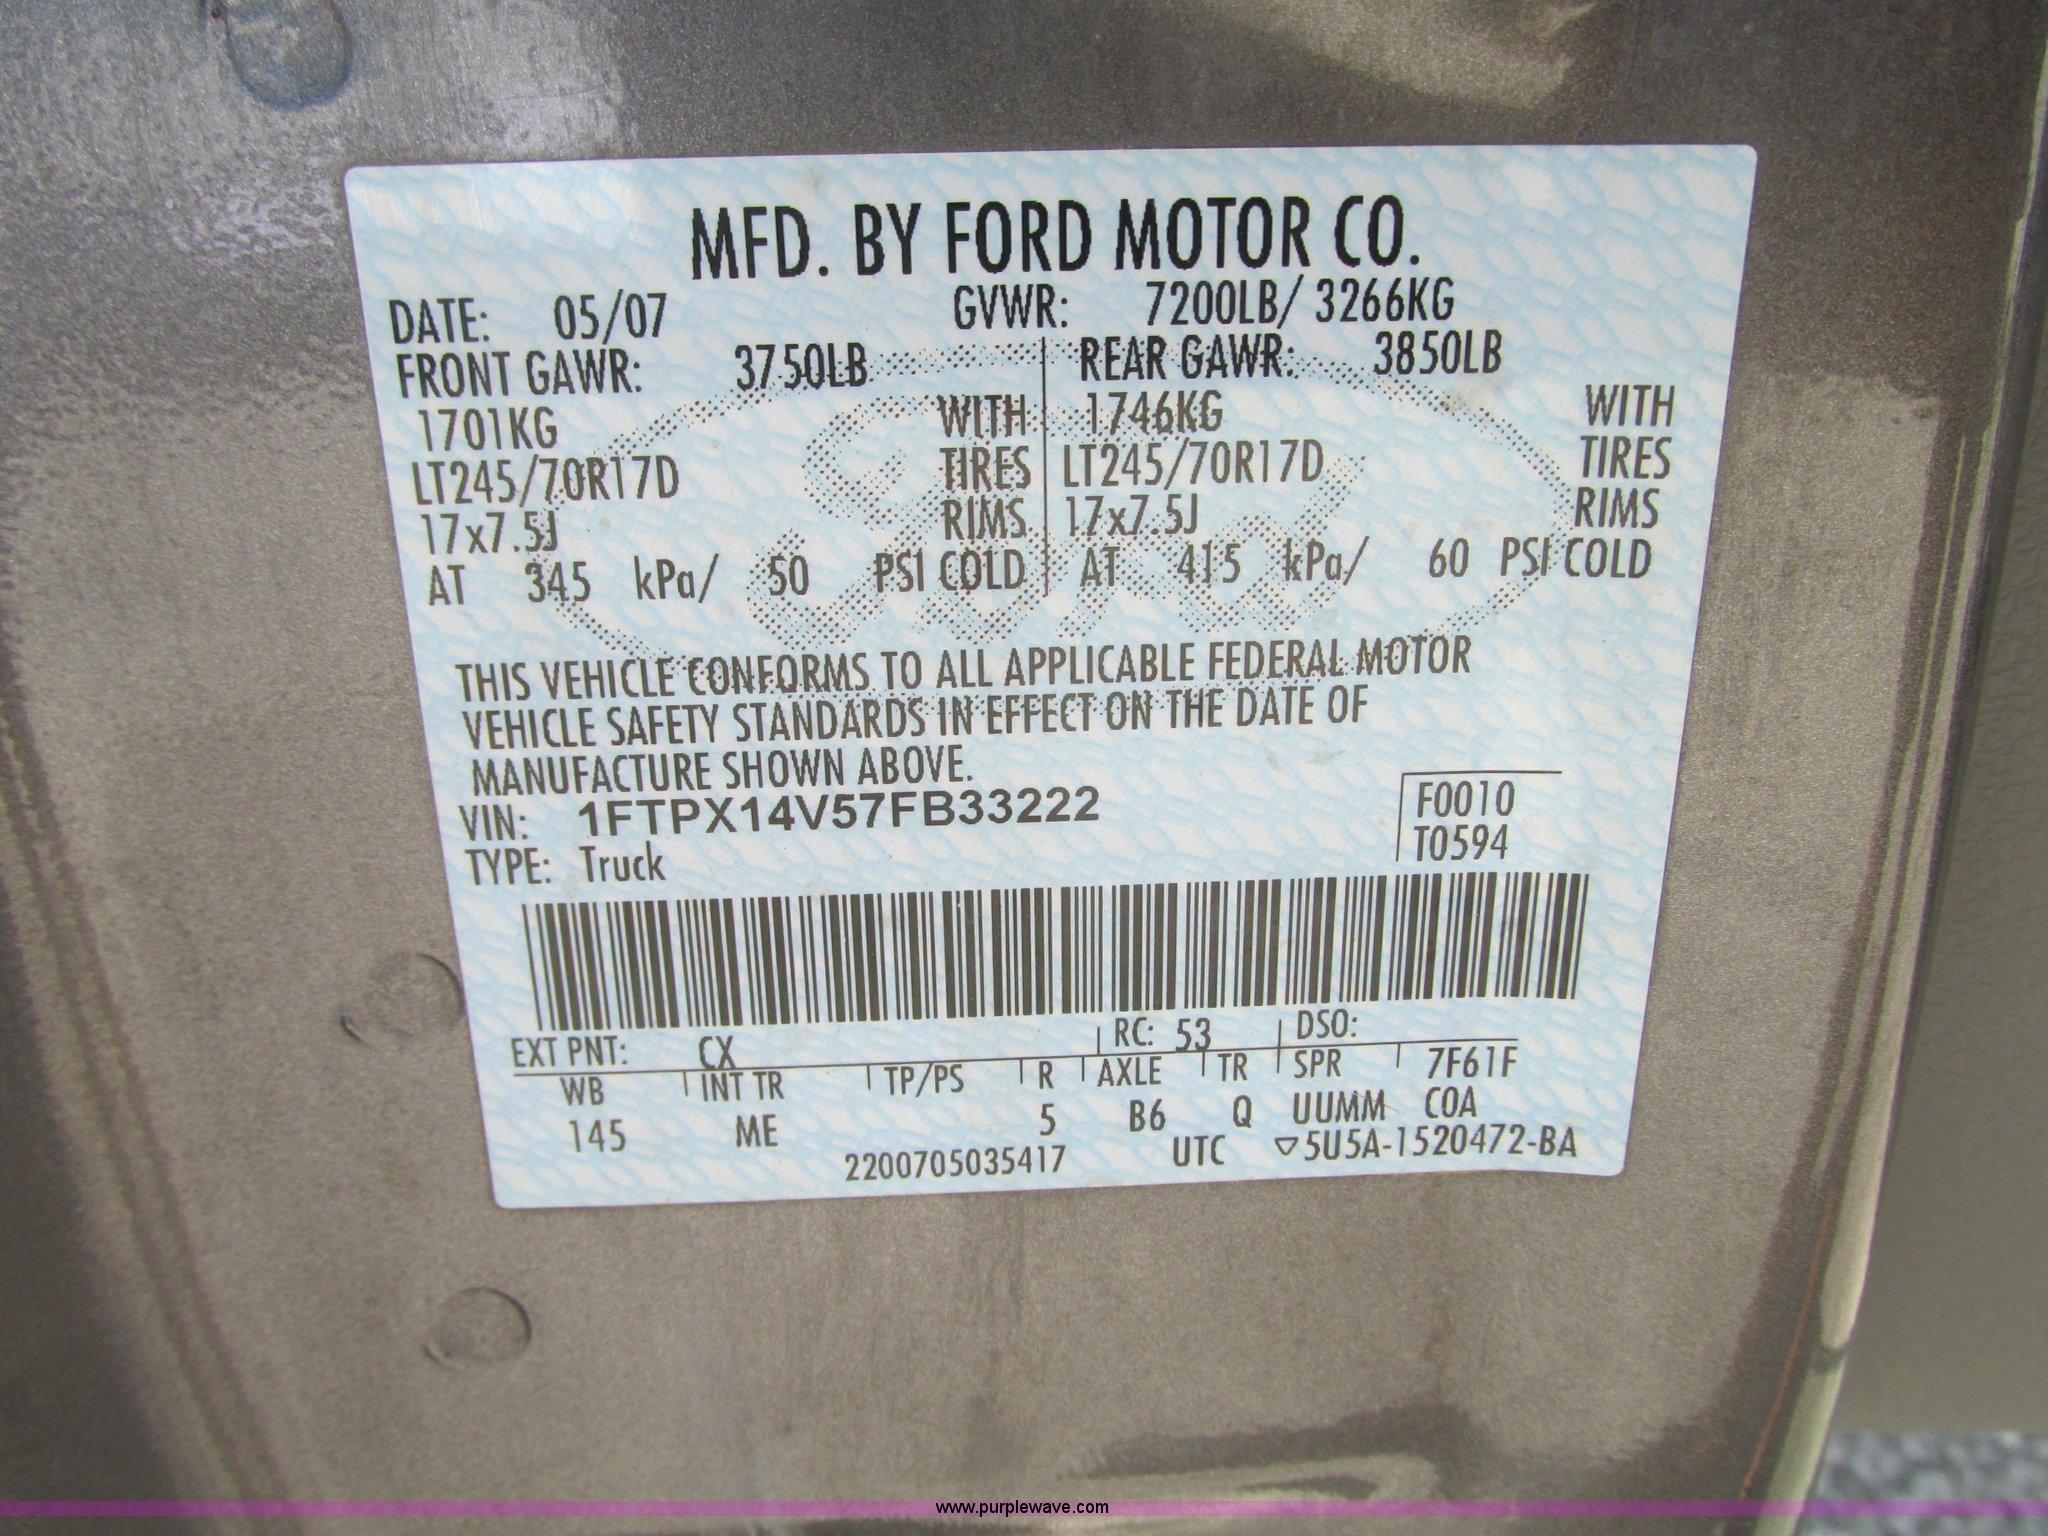 MFD. BY FORD MOTOR CO.
DATE: 05/07 GVWR: 7200LB/ 3266KG
FRONT GAWR: 3750LB REAR GAWR: 3850LB
1701KG WITH 1746KG WITH
LT245/70R17D TIRES LT245/70R17D TIRES
17x7.5J RIMS 17x7.5J RIMS
AT 345 kPa/ 50 PSI COLD AT 415 kPa/ 60 PSI COLD
THIS VEHICLE CONFORMS TO ALL APPLICABLE FEDERAL MOTOR
VEHICLE SAFETY STANDARDS IN EFFECT ON THE DATE OF
MANUFACTURE SHOWN ABOVE.
VIN: 1FTPX14V57FB33222 F0010
TYPE: Truck T0594
EXT PNT: CX RC: 53 DSO:
WB INT TR TP/PS R AXLE TR SPR 7F61F
145 ME 5 B6 Q UUMM COA
2200705035417 UTC ▽5U5A-1520472-BA
www.purplewave.com